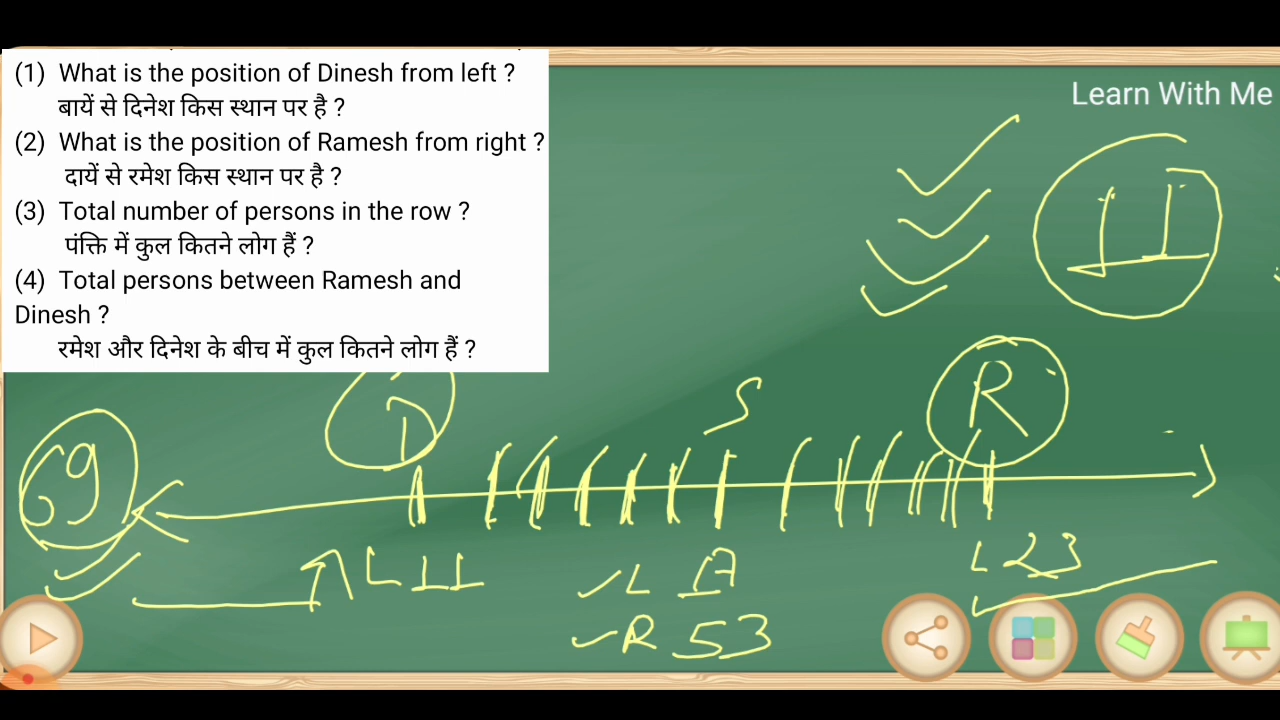 (1) What is the position of Dinesh from left ?
बायें से दिनेश किस स्थान पर है ?
(2) What is the position of Ramesh from right ?
दायें से रमेश किस स्थान पर है ?
(3) Total number of persons in the row ?
पंक्ति में कुल कितने लोग हैं ?
(4) Total persons between Ramesh and
Dinesh ?
रमेश और दिनेश के बीच में कुल कितने लोग हैं ?
Learn With Me
11
D
S
R
69
L 11
L
L 23
R 53